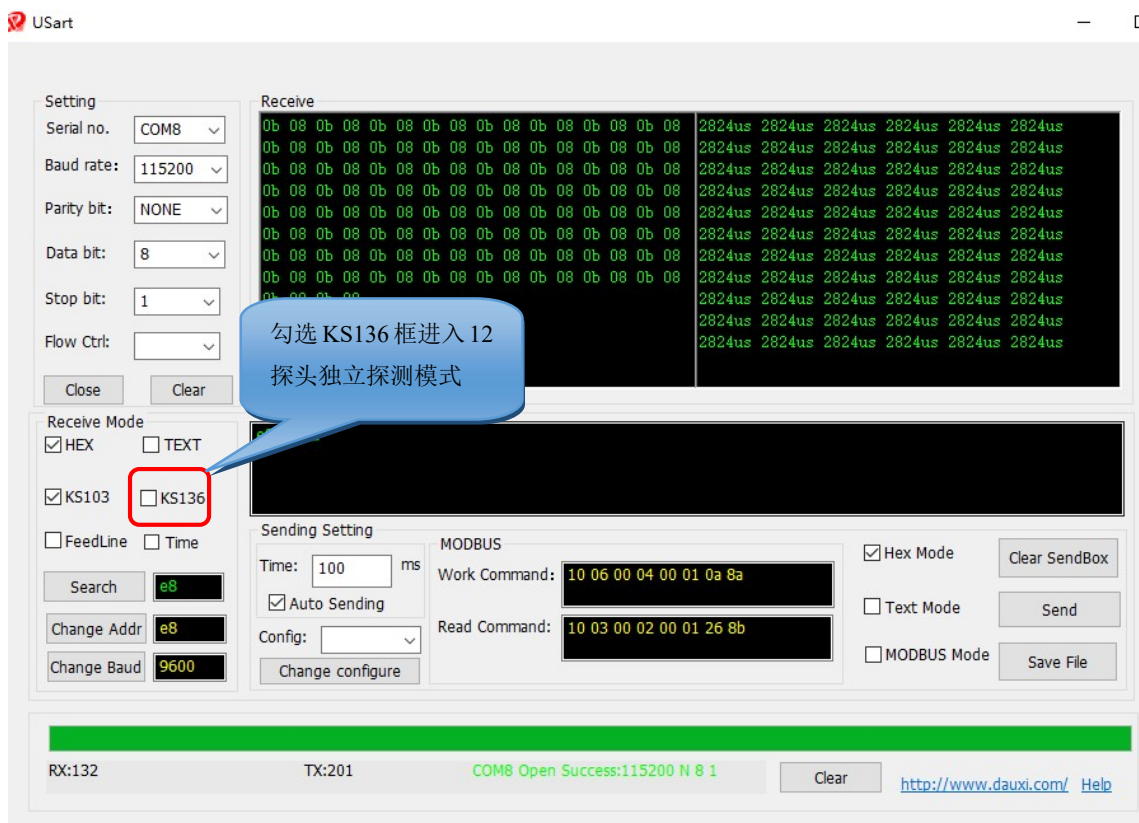 USart
Setting
Serial no. COM8
Baud rate: 115200
Parity bit: NONE
Data bit: 8
Stop bit: 1
Flow Ctrl:
Close Clear
Receive
0b 08 0b 08 0b 08 0b 08 0b 08 0b 08 0b 08 0b 08
0b 08 0b 08 0b 08 0b 08 0b 08 0b 08 0b 08 0b 08
0b 08 0b 08 0b 08 0b 08 0b 08 0b 08 0b 08 0b 08
0b 08 0b 08 0b 08 0b 08 0b 08 0b 08 0b 08 0b 08
0b 08 0b 08 0b 08 0b 08 0b 08 0b 08 0b 08 0b 08
0b 08 0b 08 0b 08 0b 08 0b 08 0b 08 0b 08 0b 08
0b 08 0b 08 0b 08 0b 08 0b 08 0b 08 0b 08 0b 08
0b 08 0b 08 0b 08 0b 08 0b 08 0b 08 0b 08 0b 08
0b 08 0b 08
2824us 2824us 2824us 2824us 2824us 2824us
2824us 2824us 2824us 2824us 2824us 2824us
2824us 2824us 2824us 2824us 2824us 2824us
2824us 2824us 2824us 2824us 2824us 2824us
2824us 2824us 2824us 2824us 2824us 2824us
2824us 2824us 2824us 2824us 2824us 2824us
2824us 2824us 2824us 2824us 2824us 2824us
2824us 2824us 2824us 2824us 2824us 2824us
2824us 2824us 2824us 2824us 2824us 2824us
2824us 2824us 2824us 2824us 2824us 2824us
2824us 2824us 2824us 2824us 2824us 2824us
勾选 KS136 框进入 12
探头独立探测模式
Receive Mode
HEX TEXT
KS103 KS136
FeedLine Time
Search e8
Change Addr e8
Change Baud 9600
Sending Setting
Time: 100 ms
Auto Sending
Config:
Change configure
MODBUS
Work Command: 10 06 00 04 00 01 0a 8a
Read Command: 10 03 00 02 00 01 26 8b
Hex Mode Clear SendBox
Text Mode Send
MODBUS Mode Save File
RX:132 TX:201 COM8 Open Success:115200 N 8 1 Clear http://www.dauxi.com/ Help